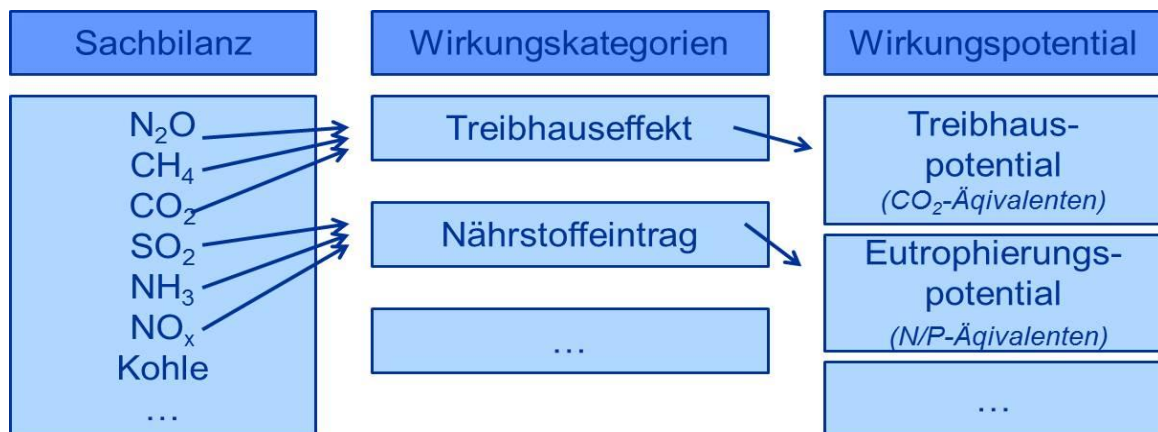 Sachbilanz
N₂O
CH₄
CO₂
SO₂
NH₃
NOₓ
Kohle
…
Wirkungskategorien
Treibhauseffekt
Nährstoffeintrag
…
Wirkungspotential
Treibhaus-
potential
(CO₂-Äqivalenten)
Eutrophierungs-
potential
(N/P-Äqivalenten)
…